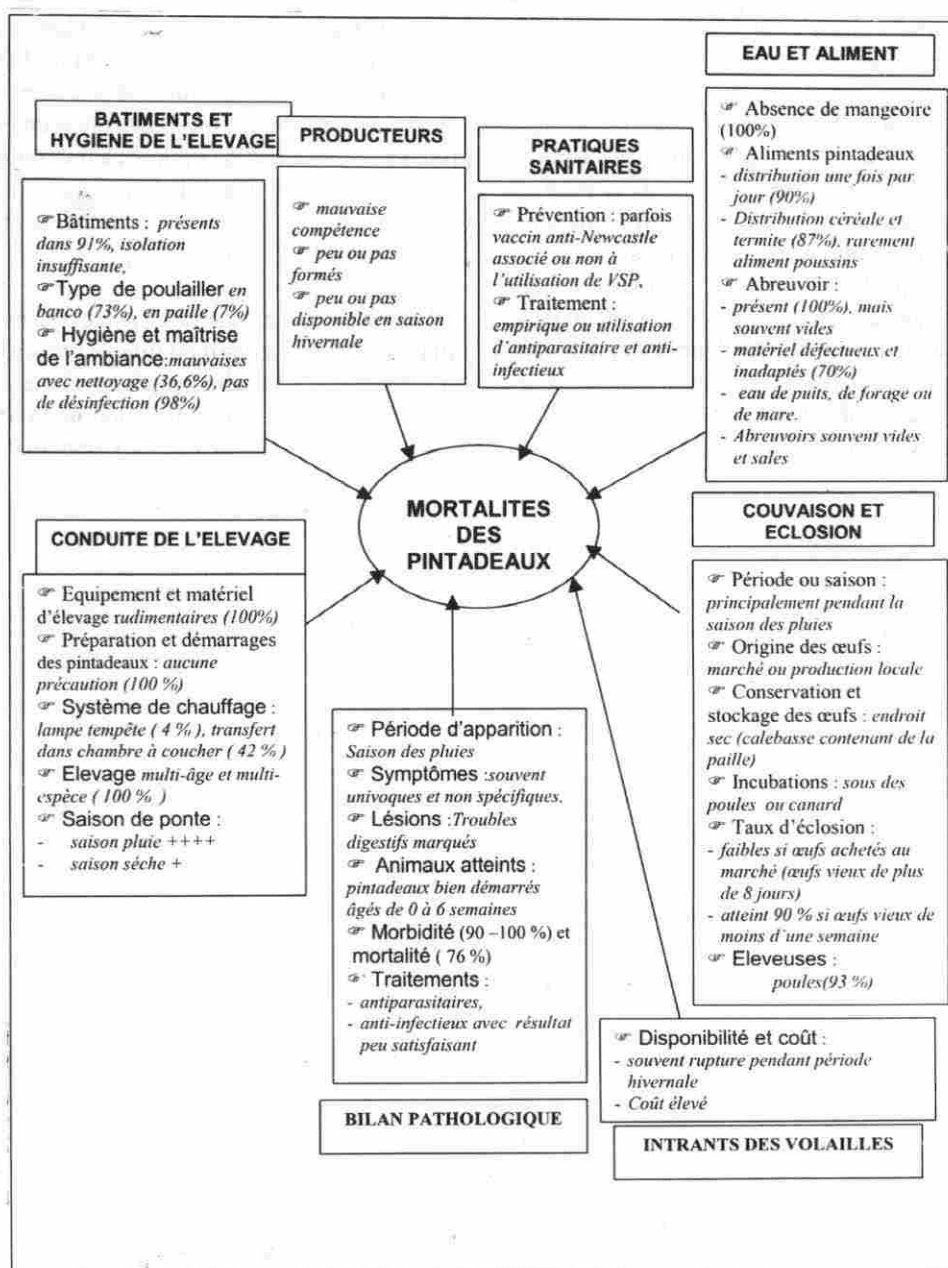 BATIMENTS ET
HYGIENE DE L'ELEVAGE
☞Bâtiments : présents
dans 91%, isolation
insuffisante,
☞Type de poulailler en
banco (73%), en paille (7%)
☞ Hygiène et maîtrise
de l'ambiance:mauvaises
avec nettoyage (36,6%), pas
de désinfection (98%)
PRODUCTEURS
☞ mauvaise
compétence
☞ peu ou pas
formés
☞ peu ou pas
disponible en saison
hivernale
PRATIQUES
SANITAIRES
☞ Prévention : parfois
vaccin anti-Newcastle
associé ou non à
l'utilisation de VSP,
☞ Traitement :
empirique ou utilisation
d'antiparasitaire et anti-
infectieux
EAU ET ALIMENT
☞ Absence de mangeoire
(100%)
☞ Aliments pintadeaux
- distribution une fois par
jour (90%)
- Distribution céréale et
termite (87%), rarement
aliment poussins
☞ Abreuvoir :
- présent (100%), mais
souvent vides
- matériel défectueux et
inadaptés (70%)
- eau de puits, de forage ou
de mare.
- Abreuvoirs souvent vides
et sales
MORTALITES
DES
PINTADEAUX
CONDUITE DE L'ELEVAGE
☞ Equipement et matériel
d'élevage rudimentaires (100%)
☞ Préparation et démarrages
des pintadeaux : aucune
précaution (100 %)
☞ Système de chauffage :
lampe tempête ( 4 % ), transfert
dans chambre à coucher ( 42 % )
☞ Elevage multi-âge et multi-
espèce ( 100 % )
☞ Saison de ponte :
- saison pluie ++++
- saison sèche +
☞ Période d'apparition :
Saison des pluies
☞ Symptômes :souvent
univoques et non spécifiques.
☞ Lésions :Troubles
digestifs marqués
☞ Animaux atteints :
pintadeaux bien démarrés
âgés de 0 à 6 semaines
☞ Morbidité (90 –100 %) et
mortalité ( 76 %)
☞ Traitements :
- antiparasitaires,
- anti-infectieux avec résultat
peu satisfaisant
BILAN PATHOLOGIQUE
COUVAISON ET
ECLOSION
☞ Période ou saison :
principalement pendant la
saison des pluies
☞ Origine des œufs :
marché ou production locale
☞ Conservation et
stockage des œufs : endroit
sec (calebasse contenant de la
paille)
☞ Incubations : sous des
poules ou canard
☞ Taux d'éclosion :
- faibles si œufs achetés au
marché (œufs vieux de plus
de 8 jours)
- atteint 90 % si œufs vieux de
moins d'une semaine
☞ Eleveuses :
poules(93 %)
☞ Disponibilité et coût :
- souvent rupture pendant période
hivernale
- Coût élevé
INTRANTS DES VOLAILLES